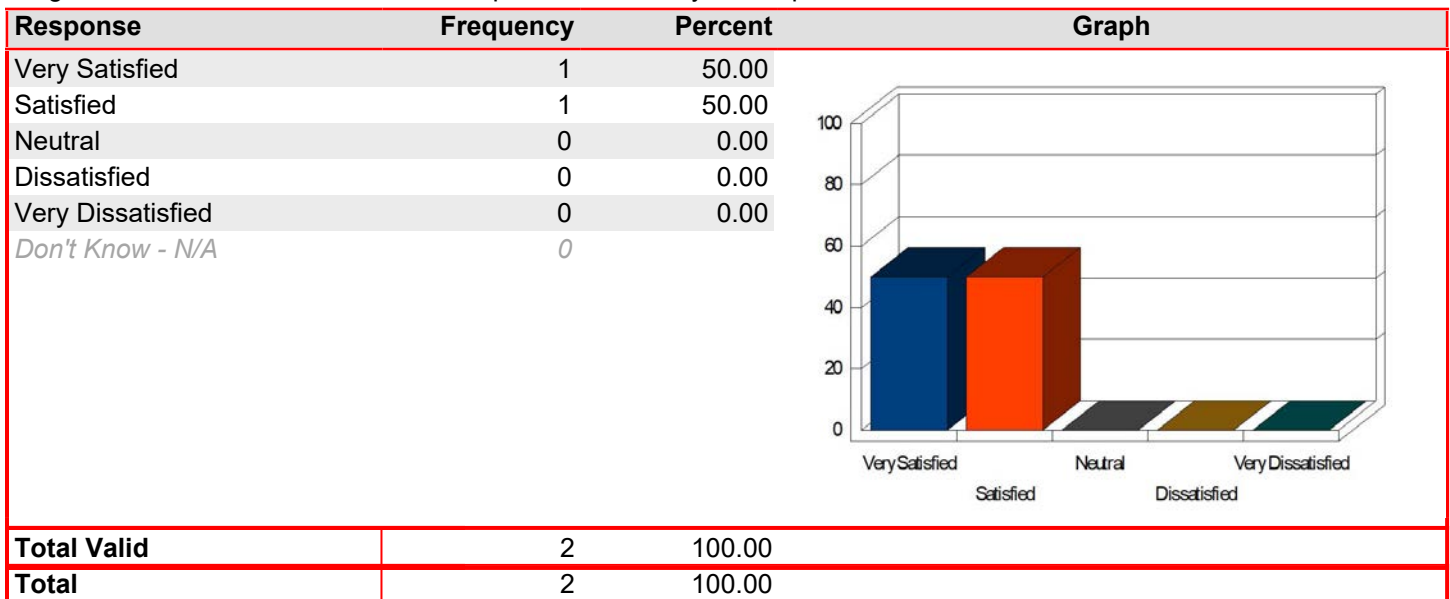 Response Frequency Percent Graph
Very Satisfied 1 50.00
Satisfied 1 50.00
Neutral 0 0.00
Dissatisfied 0 0.00
Very Dissatisfied 0 0.00
Don't Know - N/A 0
100
80
60
40
20
0
Very Satisfied Neutral Very Dissatisfied
Satisfied Dissatisfied
Total Valid 2 100.00
Total 2 100.00